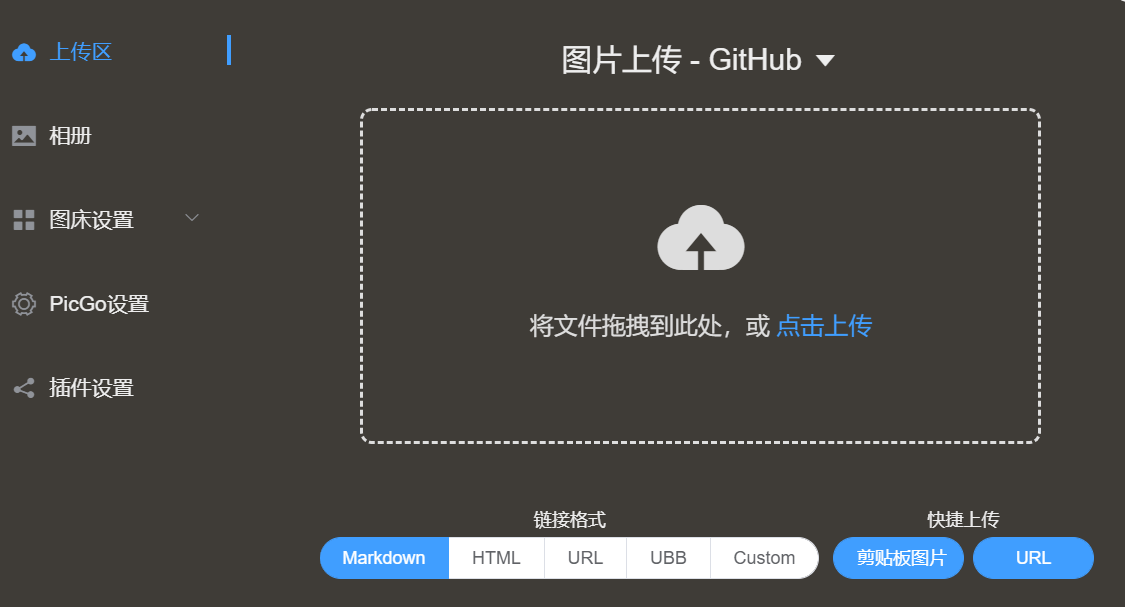 上传区
相册
图床设置
PicGo设置
插件设置
图片上传 - GitHub
将文件拖拽到此处，或 点击上传
链接格式
Markdown HTML URL UBB Custom
快捷上传
剪贴板图片 URL